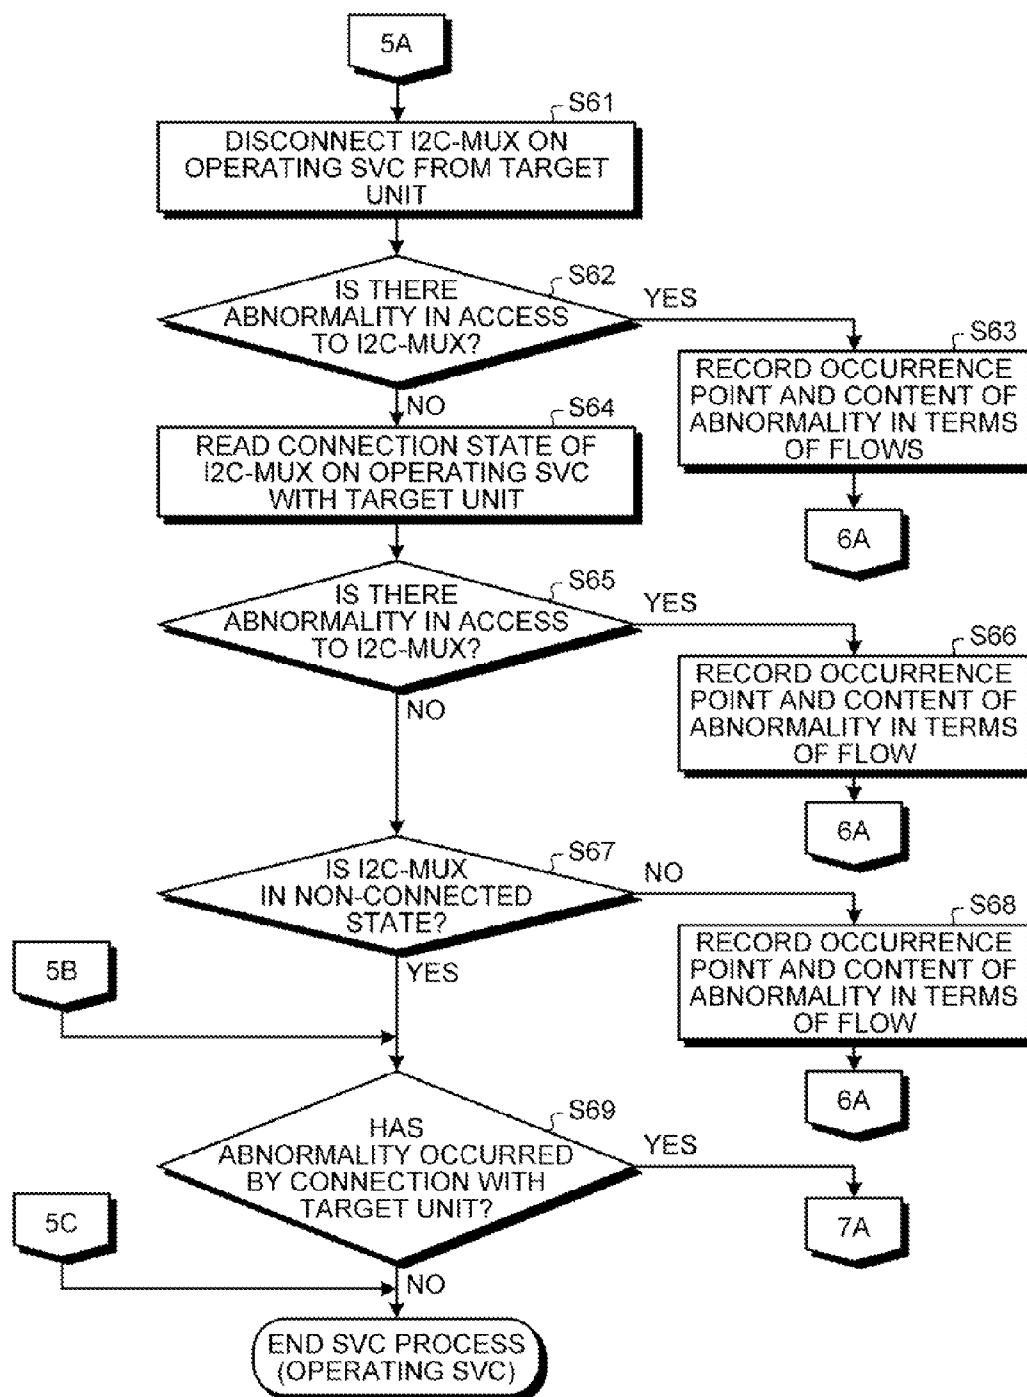 5A
S61
DISCONNECT I2C-MUX ON
OPERATING SVC FROM TARGET
UNIT
S62
IS THERE
ABNORMALITY IN ACCESS
TO I2C-MUX?
YES
NO
S63
RECORD OCCURRENCE
POINT AND CONTENT OF
ABNORMALITY IN TERMS
OF FLOWS
6A
S64
READ CONNECTION STATE OF
I2C-MUX ON OPERATING SVC
WITH TARGET UNIT
S65
IS THERE
ABNORMALITY IN ACCESS
TO I2C-MUX?
YES
NO
S66
RECORD OCCURRENCE
POINT AND CONTENT OF
ABNORMALITY IN TERMS
OF FLOW
6A
S67
IS I2C-MUX
IN NON-CONNECTED
STATE?
NO
YES
S68
RECORD OCCURRENCE
POINT AND CONTENT OF
ABNORMALITY IN TERMS
OF FLOW
6A
5B
S69
HAS
ABNORMALITY OCCURRED
BY CONNECTION WITH
TARGET UNIT?
YES
7A
5C
NO
END SVC PROCESS
(OPERATING SVC)